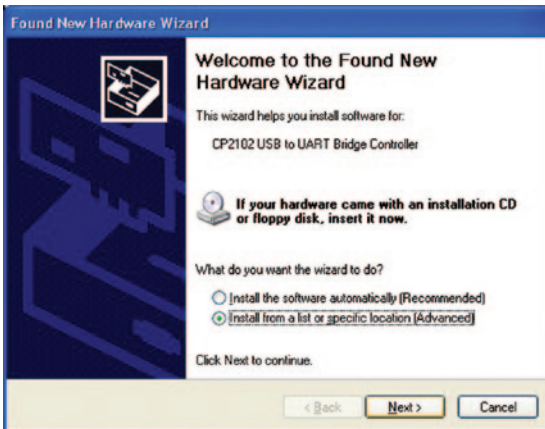 Found New Hardware Wizard
Welcome to the Found New
Hardware Wizard
This wizard helps you install software for:
CP2102 USB to UART Bridge Controller
If your hardware came with an installation CD
or floppy disk, insert it now.
What do you want the wizard to do?
Install the software automatically (Recommended)
Install from a list or specific location (Advanced)
Click Next to continue.
< Back Next > Cancel